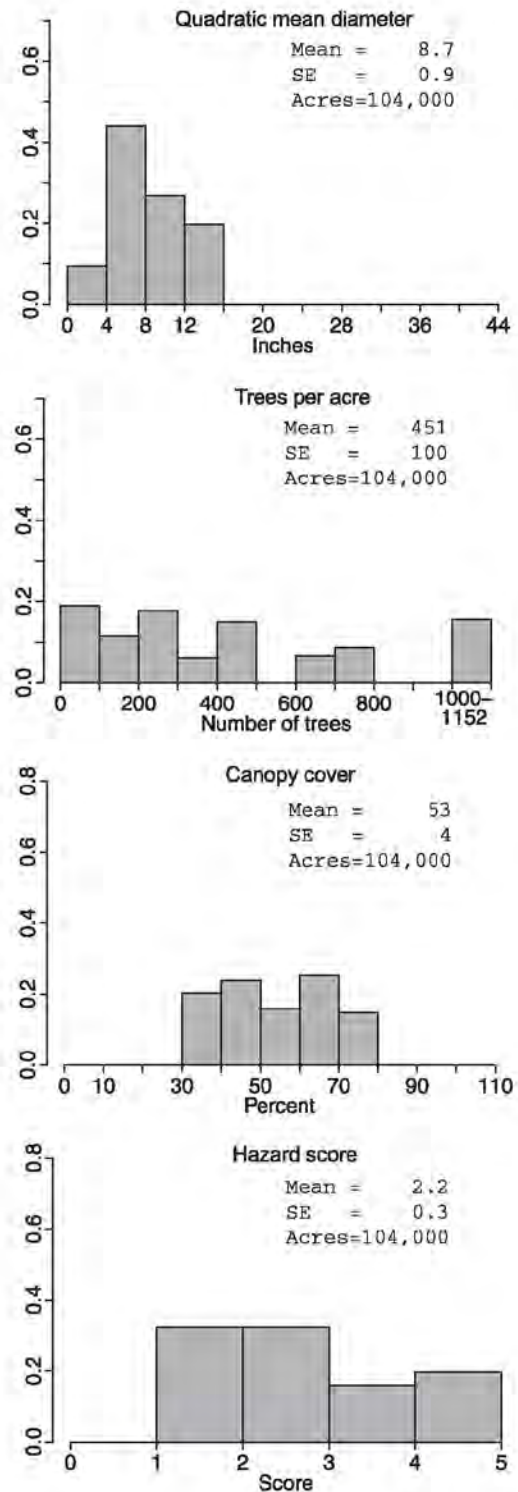 Quadratic mean diameter
Mean = 8.7
SE = 0.9
Acres=104,000
0.6
0.4
0.2
0.0
0 4 8 12 20 28 36 44
Inches
Trees per acre
Mean = 451
SE = 100
Acres=104,000
0.6
0.4
0.2
0.0
0 200 400 600 800 1000–
1152
Number of trees
Canopy cover
Mean = 53
SE = 4
Acres=104,000
0.8
0.6
0.4
0.2
0.0
0 10 30 50 70 90 110
Percent
Hazard score
Mean = 2.2
SE = 0.3
Acres=104,000
0.8
0.6
0.4
0.2
0.0
0 1 2 3 4 5
Score